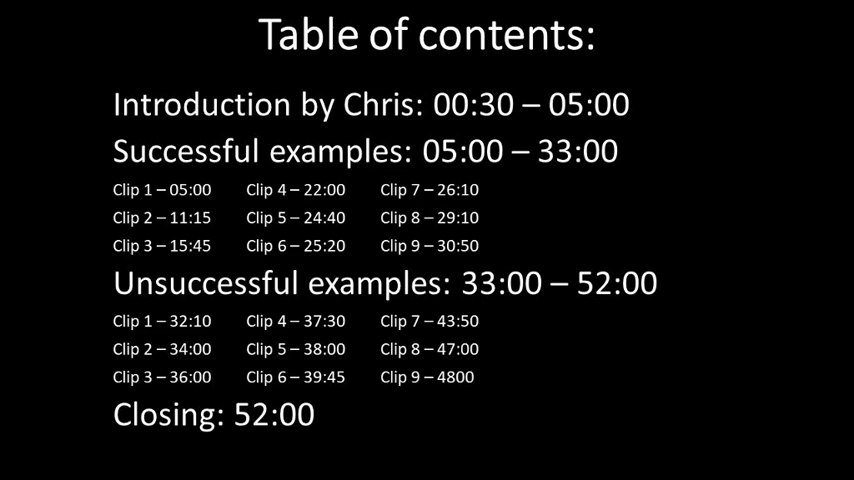 Table of contents:
Introduction by Chris: 00:30 – 05:00
Successful examples: 05:00 – 33:00
Clip 1 – 05:00 Clip 4 – 22:00 Clip 7 – 26:10
Clip 2 – 11:15 Clip 5 – 24:40 Clip 8 – 29:10
Clip 3 – 15:45 Clip 6 – 25:20 Clip 9 – 30:50
Unsuccessful examples: 33:00 – 52:00
Clip 1 – 32:10 Clip 4 – 37:30 Clip 7 – 43:50
Clip 2 – 34:00 Clip 5 – 38:00 Clip 8 – 47:00
Clip 3 – 36:00 Clip 6 – 39:45 Clip 9 – 4800
Closing: 52:00